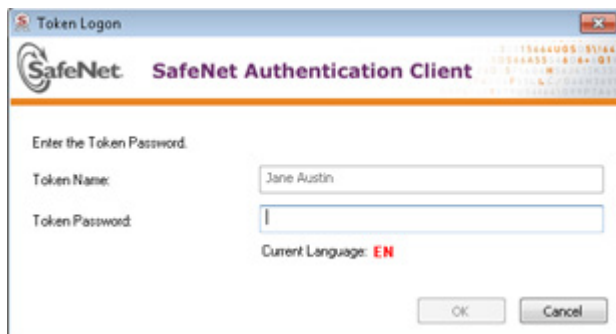 Token Logon
SafeNet. SafeNet Authentication Client
Enter the Token Password.
Token Name: Jane Austin
Token Password:
Current Language: EN
OK Cancel